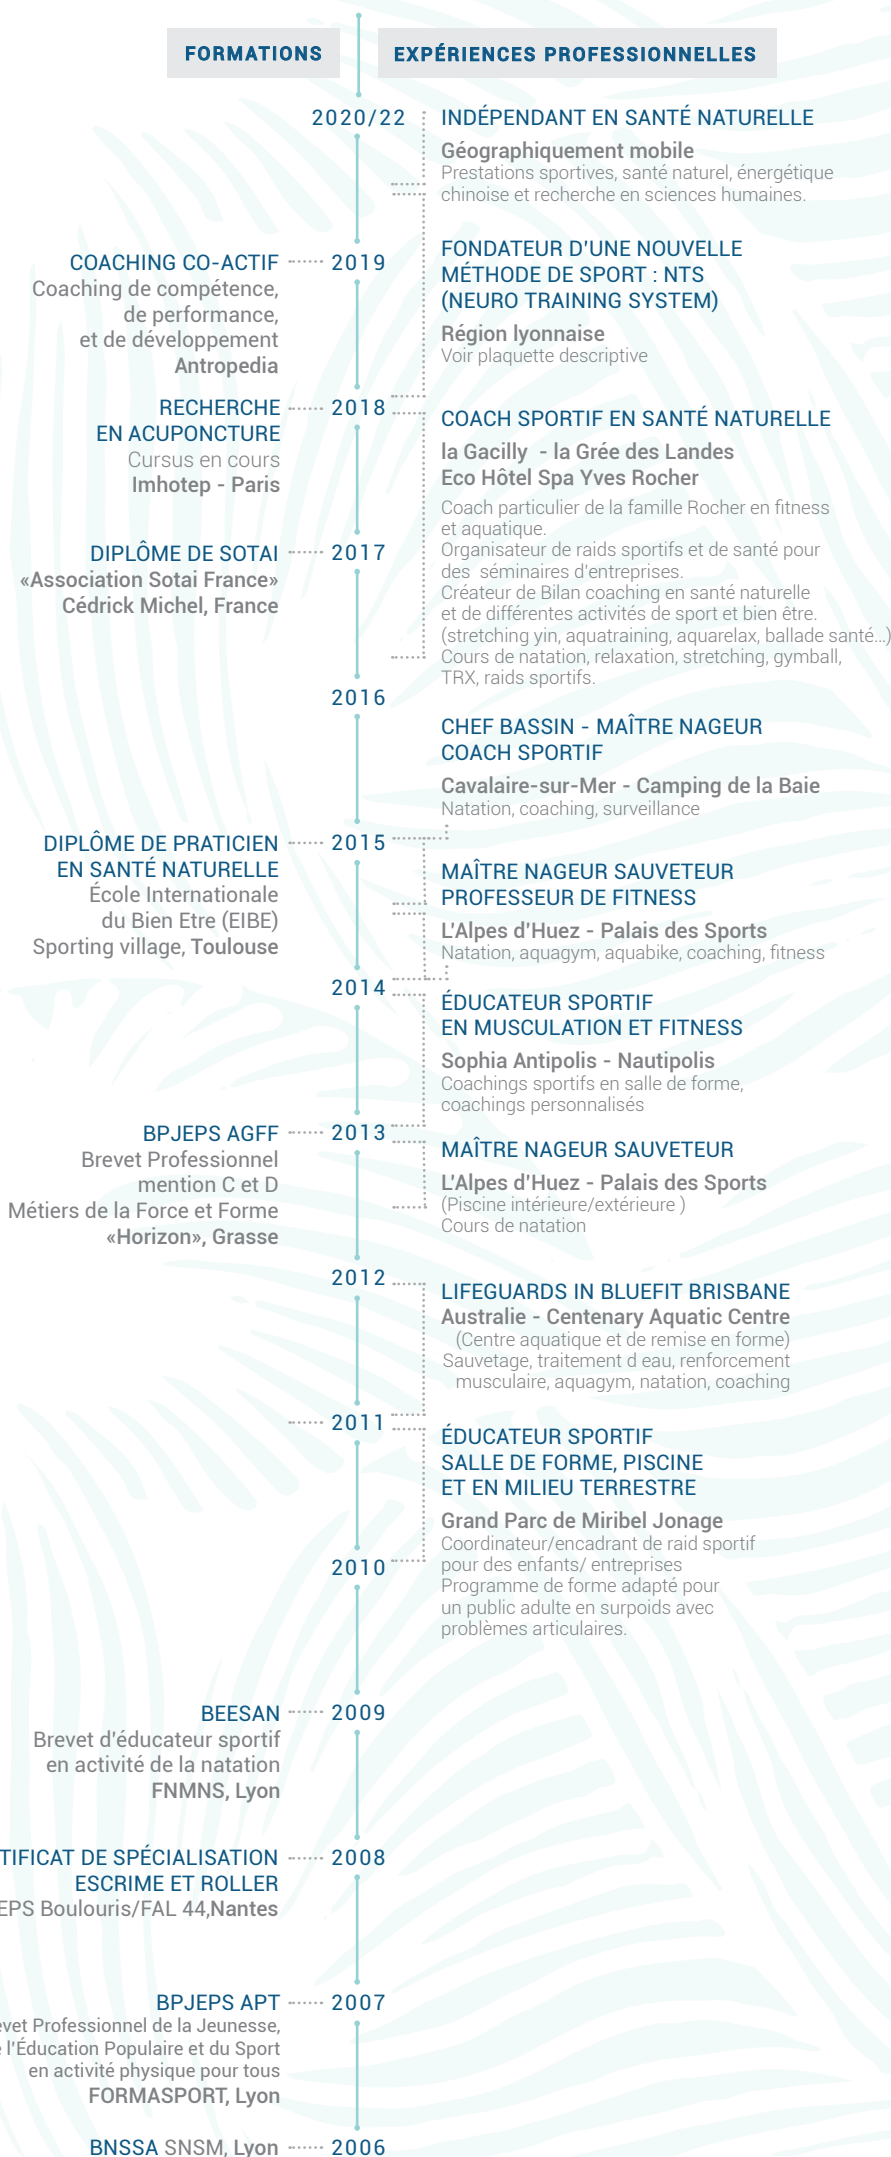 FORMATIONS
EXPÉRIENCES PROFESSIONNELLES
2020/22
INDÉPENDANT EN SANTÉ NATURELLE
Géographiquement mobile
Prestations sportives, santé naturel, énergétique
chinoise et recherche en sciences humaines.
COACHING CO-ACTIF
Coaching de compétence,
de performance,
et de développement
Antropedia
2019
FONDATEUR D'UNE NOUVELLE
MÉTHODE DE SPORT : NTS
(NEURO TRAINING SYSTEM)
Région lyonnaise
Voir plaquette descriptive
RECHERCHE
EN ACUPONCTURE
Cursus en cours
Imhotep - Paris
2018
COACH SPORTIF EN SANTÉ NATURELLE
la Gacilly - la Grée des Landes
Eco Hôtel Spa Yves Rocher
Coach particulier de la famille Rocher en fitness
et aquatique.
Organisateur de raids sportifs et de santé pour
des séminaires d'entreprises.
Créateur de Bilan coaching en santé naturelle
et de différentes activités de sport et bien être.
(stretching yin, aquatraining, aquarelax, ballade santé...)
Cours de natation, relaxation, stretching, gymball,
TRX, raids sportifs.
DIPLÔME DE SOTAI
«Association Sotai France»
Cédrick Michel, France
2017
2016
CHEF BASSIN - MAÎTRE NAGEUR
COACH SPORTIF
Cavalaire-sur-Mer - Camping de la Baie
Natation, coaching, surveillance
DIPLÔME DE PRATICIEN
EN SANTÉ NATURELLE
École Internationale
du Bien Etre (EIBE)
Sporting village, Toulouse
2015
MAÎTRE NAGEUR SAUVETEUR
PROFESSEUR DE FITNESS
L'Alpes d'Huez - Palais des Sports
Natation, aquagym, aquabike, coaching, fitness
2014
ÉDUCATEUR SPORTIF
EN MUSCULATION ET FITNESS
Sophia Antipolis - Nautipolis
Coachings sportifs en salle de forme,
coachings personnalisés
BPJEPS AGFF
Brevet Professionnel
mention C et D
Métiers de la Force et Forme
«Horizon», Grasse
2013
MAÎTRE NAGEUR SAUVETEUR
L'Alpes d'Huez - Palais des Sports
(Piscine intérieure/extérieure )
Cours de natation
2012
LIFEGUARDS IN BLUEFIT BRISBANE
Australie - Centenary Aquatic Centre
(Centre aquatique et de remise en forme)
Sauvetage, traitement d eau, renforcement
musculaire, aquagym, natation, coaching
2011
ÉDUCATEUR SPORTIF
SALLE DE FORME, PISCINE
ET EN MILIEU TERRESTRE
Grand Parc de Miribel Jonage
Coordinateur/encadrant de raid sportif
pour des enfants/ entreprises
Programme de forme adapté pour
un public adulte en surpoids avec
problèmes articulaires.
2010
BEESAN
Brevet d'éducateur sportif
en activité de la natation
FNMNS, Lyon
2009
TIFICAT DE SPÉCIALISATION
ESCRIME ET ROLLER
EPS Boulouris/FAL 44,Nantes
2008
BPJEPS APT
evet Professionnel de la Jeunesse,
e l'Éducation Populaire et du Sport
en activité physique pour tous
FORMASPORT, Lyon
2007
BNSSA SNSM, Lyon
2006